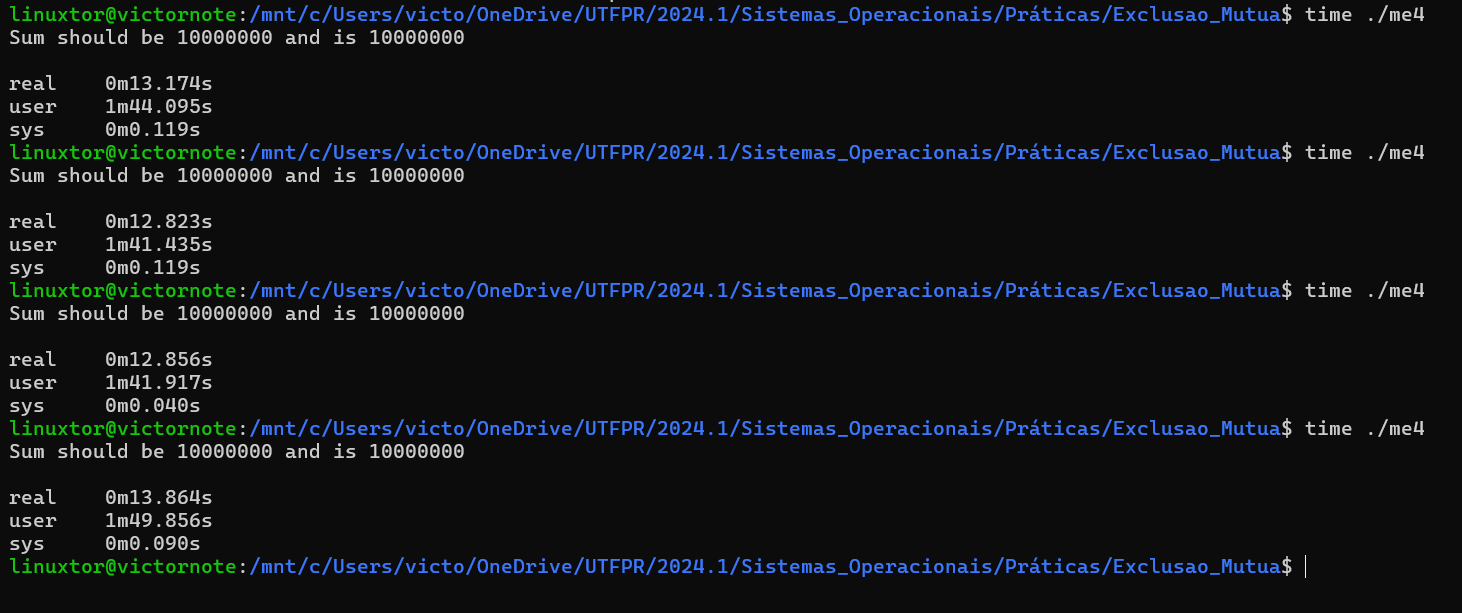 linuxtor@victornote:/mnt/c/Users/victo/OneDrive/UTFPR/2024.1/Sistemas_Operacionais/Práticas/Exclusao_Mutua$ time ./me4
Sum should be 10000000 and is 10000000
real    0m13.174s
user    1m44.095s
sys     0m0.119s
linuxtor@victornote:/mnt/c/Users/victo/OneDrive/UTFPR/2024.1/Sistemas_Operacionais/Práticas/Exclusao_Mutua$ time ./me4
Sum should be 10000000 and is 10000000
real    0m12.823s
user    1m41.435s
sys     0m0.119s
linuxtor@victornote:/mnt/c/Users/victo/OneDrive/UTFPR/2024.1/Sistemas_Operacionais/Práticas/Exclusao_Mutua$ time ./me4
Sum should be 10000000 and is 10000000
real    0m12.856s
user    1m41.917s
sys     0m0.040s
linuxtor@victornote:/mnt/c/Users/victo/OneDrive/UTFPR/2024.1/Sistemas_Operacionais/Práticas/Exclusao_Mutua$ time ./me4
Sum should be 10000000 and is 10000000
real    0m13.864s
user    1m49.856s
sys     0m0.090s
linuxtor@victornote:/mnt/c/Users/victo/OneDrive/UTFPR/2024.1/Sistemas_Operacionais/Práticas/Exclusao_Mutua$